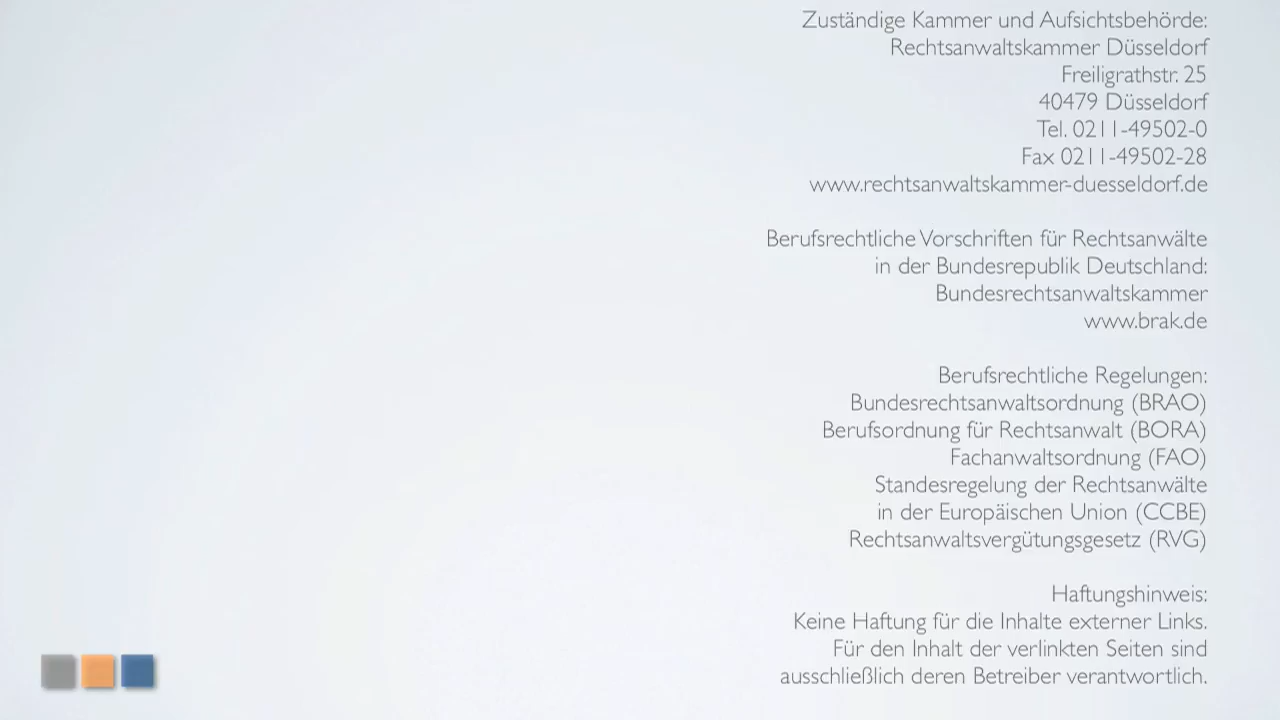 Zuständige Kammer und Aufsichtsbehörde:
Rechtsanwaltskammer Düsseldorf
Freiligrathstr. 25
40479 Düsseldorf
Tel. 0211-49502-0
Fax 0211-49502-28
www.rechtsanwaltskammer-duesseldorf.de
Berufsrechtliche Vorschriften für Rechtsanwälte
in der Bundesrepublik Deutschland:
Bundesrechtsanwaltskammer
www.brak.de
Berufsrechtliche Regelungen:
Bundesrechtsanwaltsordnung (BRAO)
Berufsordnung für Rechtsanwalt (BORA)
Fachanwaltsordnung (FAO)
Standesregelung der Rechtsanwälte
in der Europäischen Union (CCBE)
Rechtsanwaltsvergütungsgesetz (RVG)
Haftungshinweis:
Keine Haftung für die Inhalte externer Links.
Für den Inhalt der verlinkten Seiten sind
ausschließlich deren Betreiber verantwortlich.